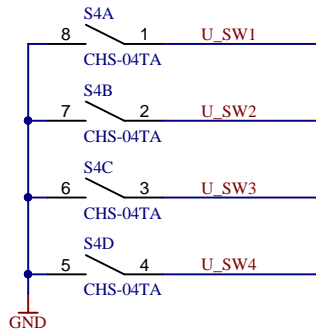 S4A
8 1 U_SW1
CHS-04TA
S4B
7 2 U_SW2
CHS-04TA
S4C
6 3 U_SW3
CHS-04TA
S4D
5 4 U_SW4
CHS-04TA
GND